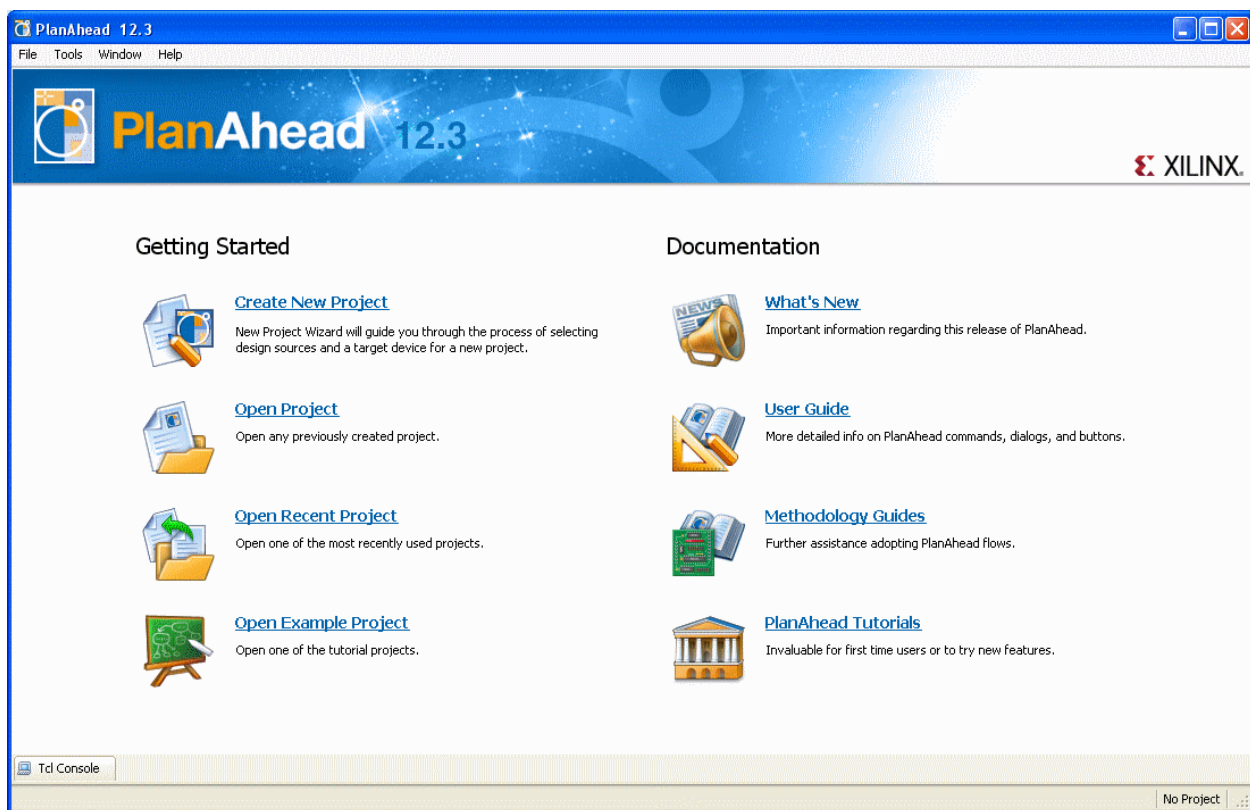 PlanAhead 12.3
File Tools Window Help
PlanAhead 12.3
XILINX.
Getting Started
Create New Project
New Project Wizard will guide you through the process of selecting
design sources and a target device for a new project.
Open Project
Open any previously created project.
Open Recent Project
Open one of the most recently used projects.
Open Example Project
Open one of the tutorial projects.
Documentation
NEWS
What's New
Important information regarding this release of PlanAhead.
User Guide
More detailed info on PlanAhead commands, dialogs, and buttons.
Methodology Guides
Further assistance adopting PlanAhead flows.
PlanAhead Tutorials
Invaluable for first time users or to try new features.
Tcl Console
No Project